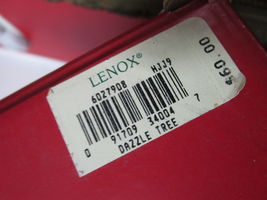 LENOX®
6027908 MJJ9
$60.00
0 91709 34004 7
DAZZLE TREE